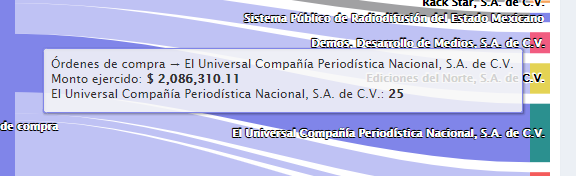 Rack Star, S.A. de C.V.
Sistema Público de Radiodifusión del Estado Mexicano
Demos, Desarrollo de Medios, S.A. de C.V.
Órdenes de compra → El Universal Compañía Periodística Nacional, S.A. de C.V.
Monto ejercido: $ 2,086,310.11
Ediciones del Norte, S.A. de C.V.
El Universal Compañía Periodística Nacional, S.A. de C.V.: 25
de compra
El Universal Compañía Periodística Nacional, S.A. de C.V.